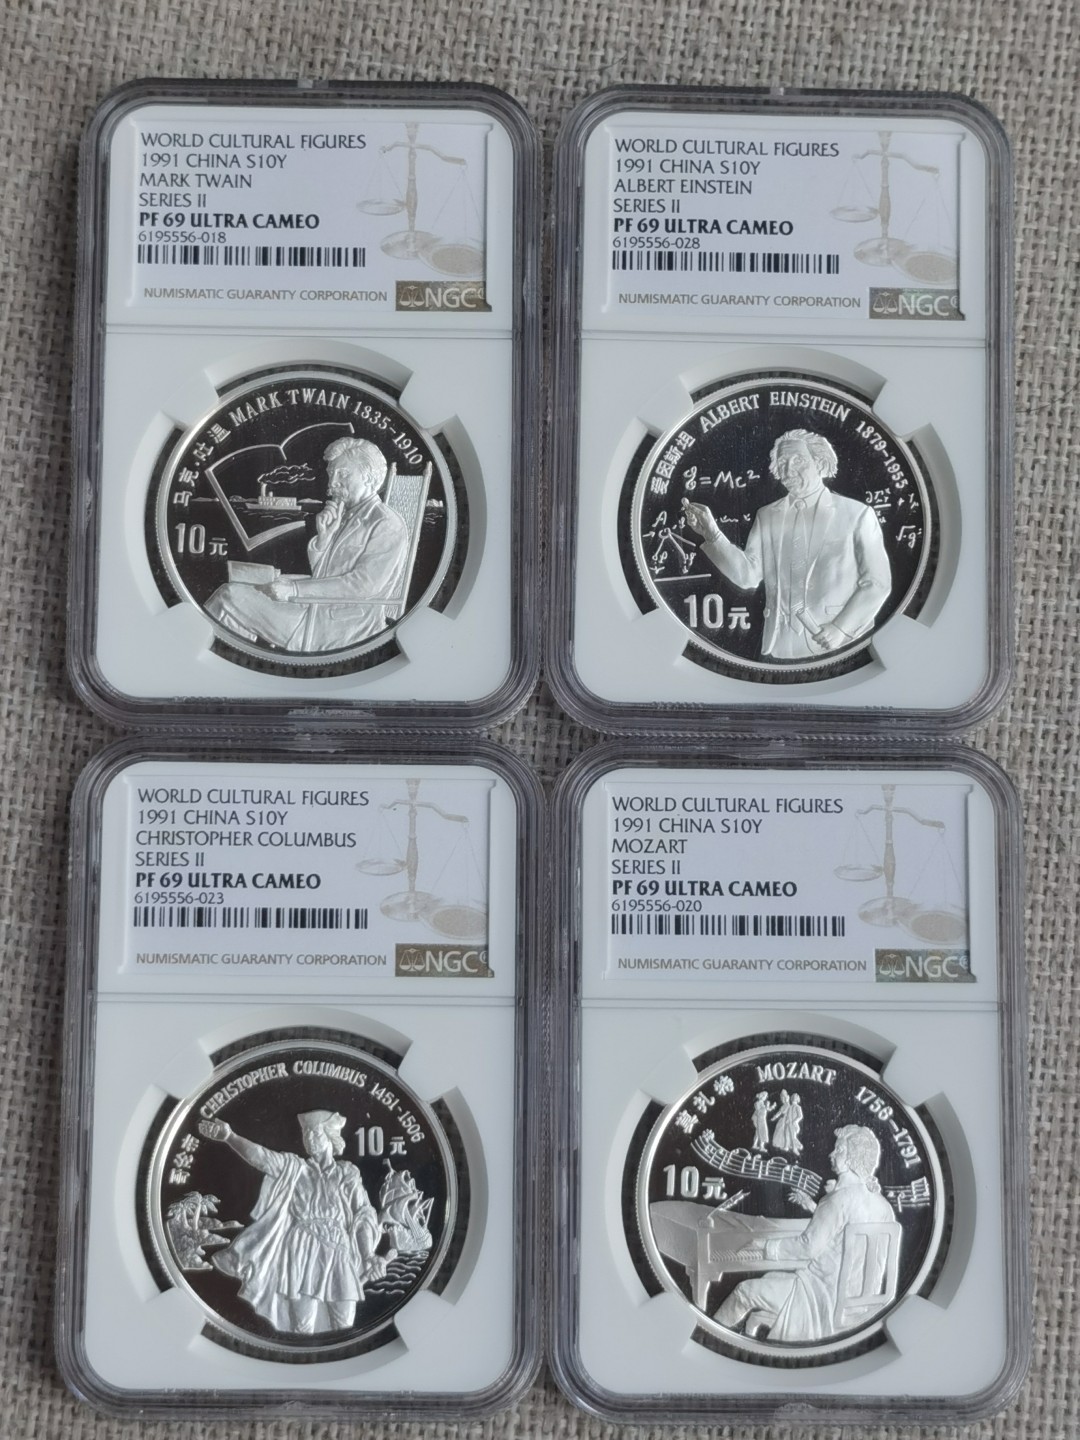 WORLD CULTURAL FIGURES
1991 CHINA S10Y
MARK TWAIN
SERIES II
PF 69 ULTRA CAMEO
6195556-018
NUMISMATIC GUARANTY CORPORATION
NGC
马克·吐温 MARK TWAIN 1835-1910
10元
WORLD CULTURAL FIGURES
1991 CHINA S10Y
ALBERT EINSTEIN
SERIES II
PF 69 ULTRA CAMEO
6195556-028
NUMISMATIC GUARANTY CORPORATION
NGC
爱因斯坦 ALBERT EINSTEIN 1879-1955
=Mc²
10元
WORLD CULTURAL FIGURES
1991 CHINA S10Y
CHRISTOPHER COLUMBUS
SERIES II
PF 69 ULTRA CAMEO
6195556-023
NUMISMATIC GUARANTY CORPORATION
NGC
哥伦布 CHRISTOPHER COLUMBUS 1451-1506
10元
WORLD CULTURAL FIGURES
1991 CHINA S10Y
MOZART
SERIES II
PF 69 ULTRA CAMEO
6195556-020
NUMISMATIC GUARANTY CORPORATION
NGC
莫扎特 MOZART 1756-1791
10元